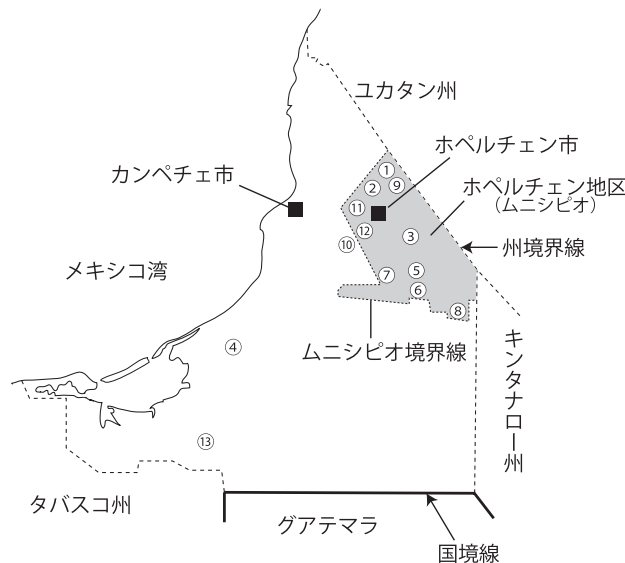 ユカタン州
ホペルチェン市
カンペチェ市
ホペルチェン地区
(ムニシピオ)
州境界線
メキシコ湾
①
②
⑨
⑪
⑫
③
⑩
⑤
⑦
⑥
⑧
④
⑬
ムニシピオ境界線
キンタナロー州
タバスコ州
グアテマラ
国境線